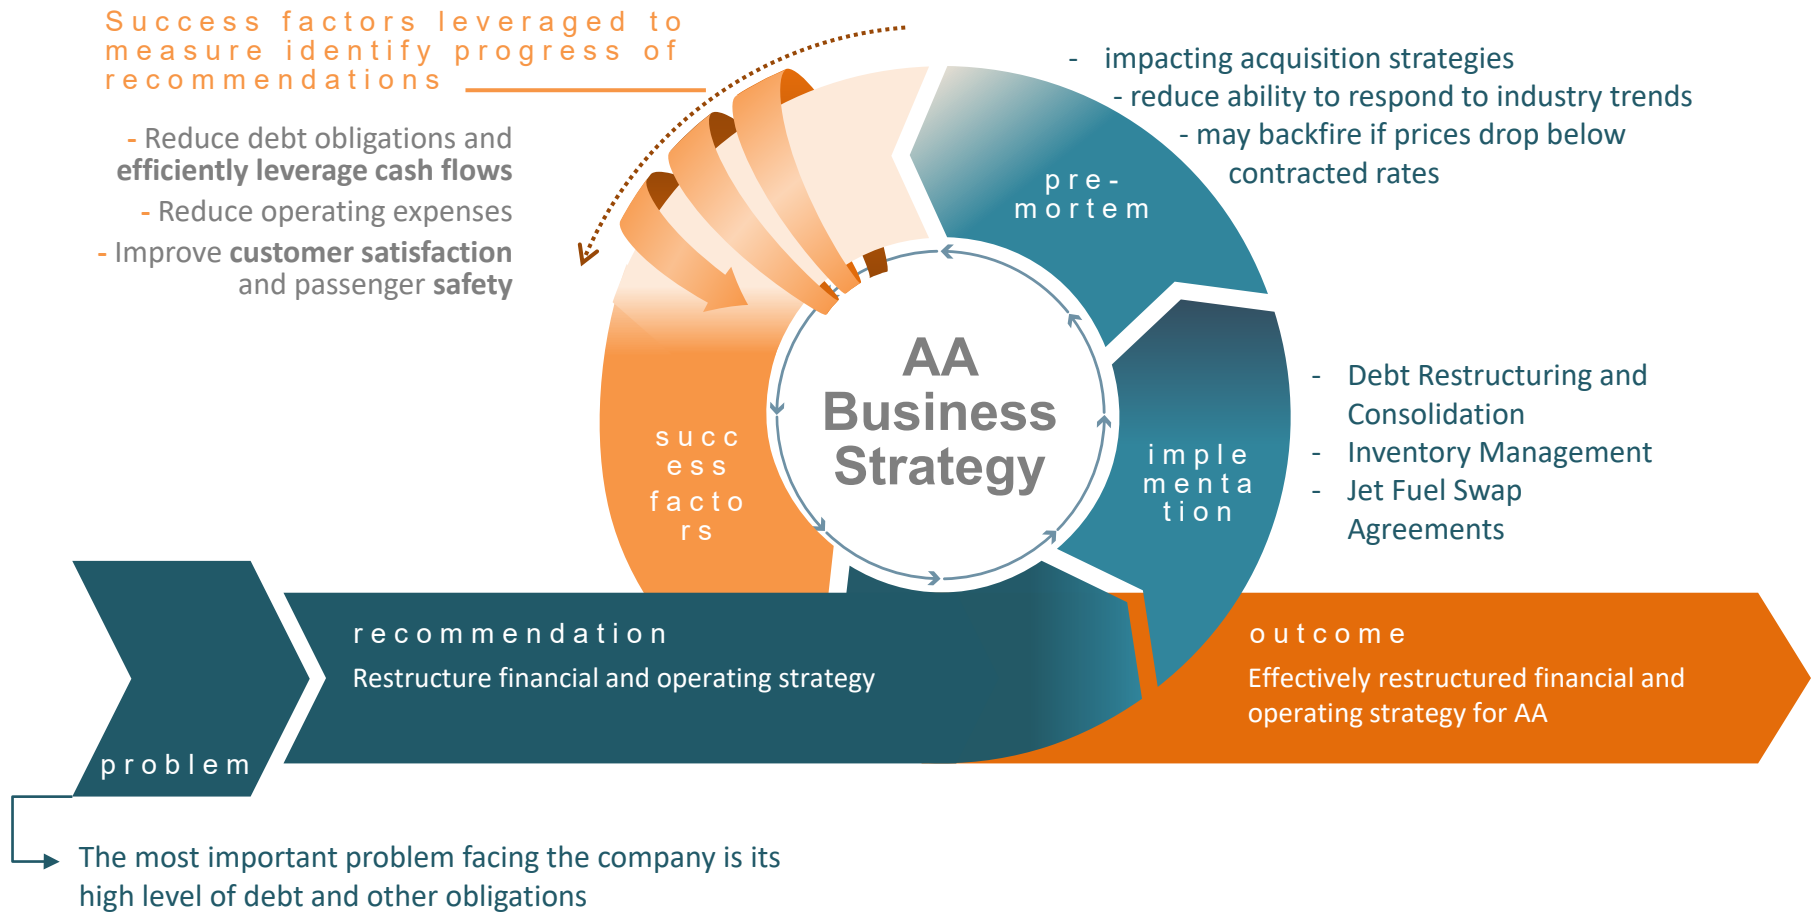 Success factors leveraged to
measure identify progress of
recommendations
- Reduce debt obligations and
efficiently leverage cash flows
- Reduce operating expenses
- Improve customer satisfaction
and passenger safety
- impacting acquisition strategies
- reduce ability to respond to industry trends
- may backfire if prices drop below
contracted rates
pre-
mortem
AA
Business
Strategy
succ
ess
facto
rs
imple
menta
tion
- Debt Restructuring and
Consolidation
- Inventory Management
- Jet Fuel Swap
Agreements
problem
recommendation
Restructure financial and operating strategy
outcome
Effectively restructured financial and
operating strategy for AA
The most important problem facing the company is its
high level of debt and other obligations